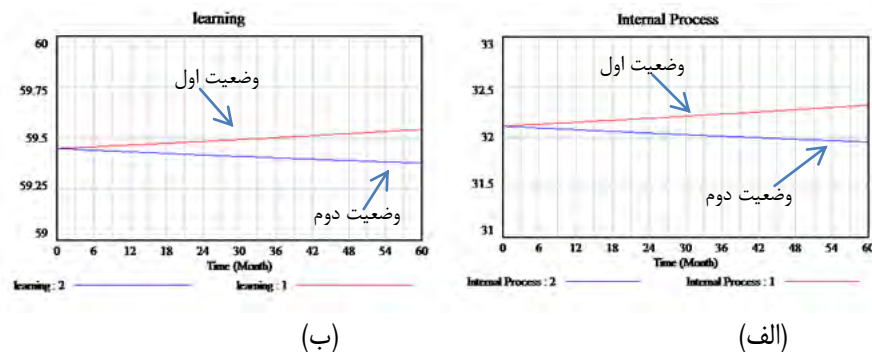 learning
60
59.75
59.5
59.25
59
وضعیت اول
وضعیت دوم
0 6 12 18 24 30 36 42 48 54 60
Time (Month)
learning : 2
learning : 1
(ب)
Internal Process
33
32.5
32
31.5
31
وضعیت اول
وضعیت دوم
0 6 12 18 24 30 36 42 48 54 60
Time (Month)
Internal Process : 2
Internal Process : 1
(الف)